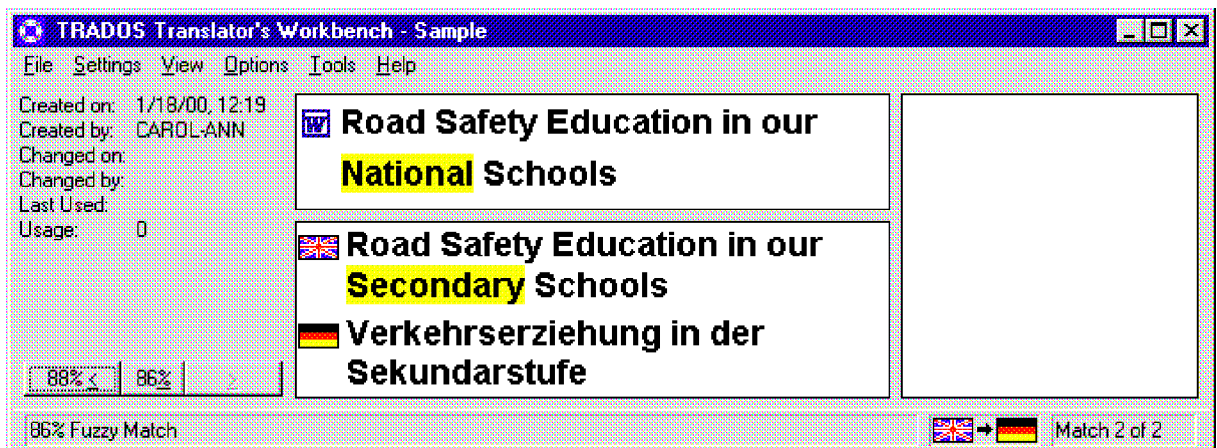 TRADOS Translator's Workbench - Sample
File Settings View Options Tools Help
Created on: 1/18/00, 12:19
Created by: CAROL-ANN
Changed on:
Changed by:
Last Used:
Usage: 0
Road Safety Education in our
National Schools
Road Safety Education in our
Secondary Schools
Verkehrserziehung in der
Sekundarstufe
88% < 86% >
86% Fuzzy Match
Match 2 of 2